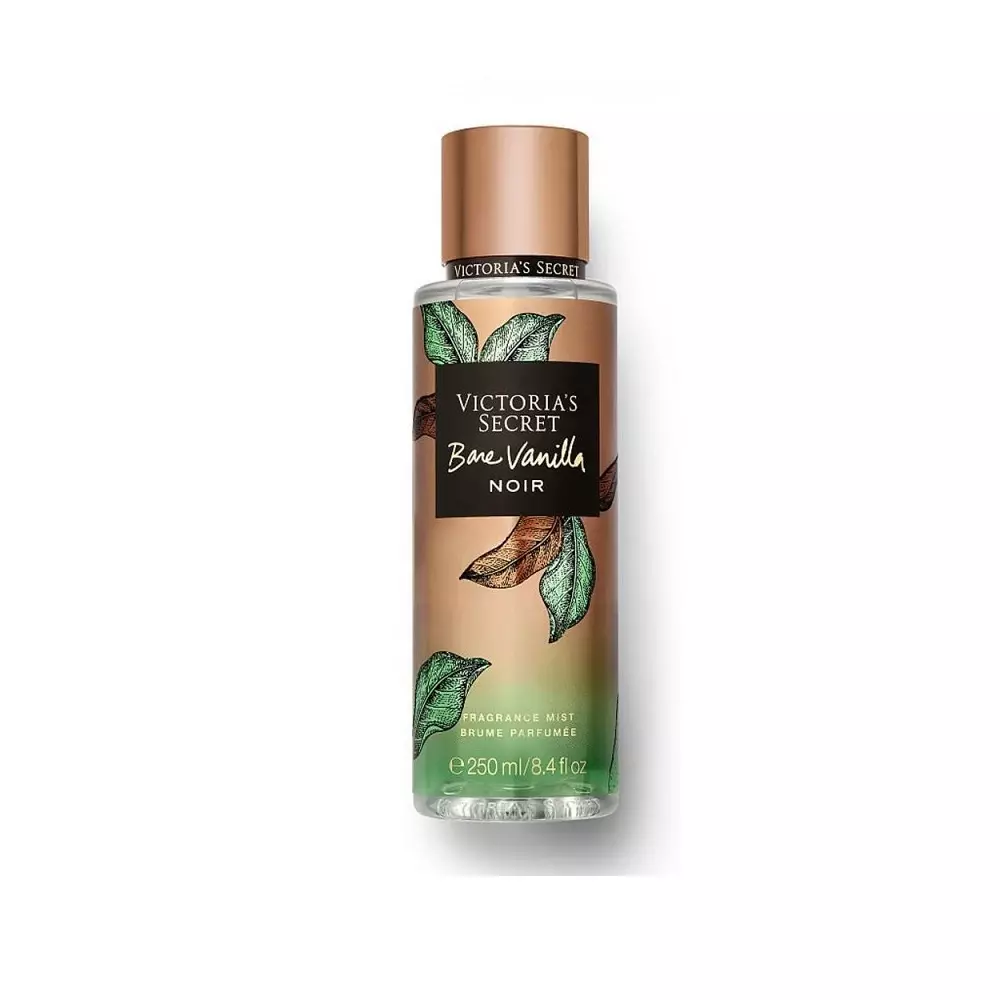 VICTORIA'S SECRET
VICTORIA'S
SECRET
Bare Vanilla
NOIR
FRAGRANCE MIST
BRUME PARFUMÉE
℮ 250 ml/8.4 fl oz